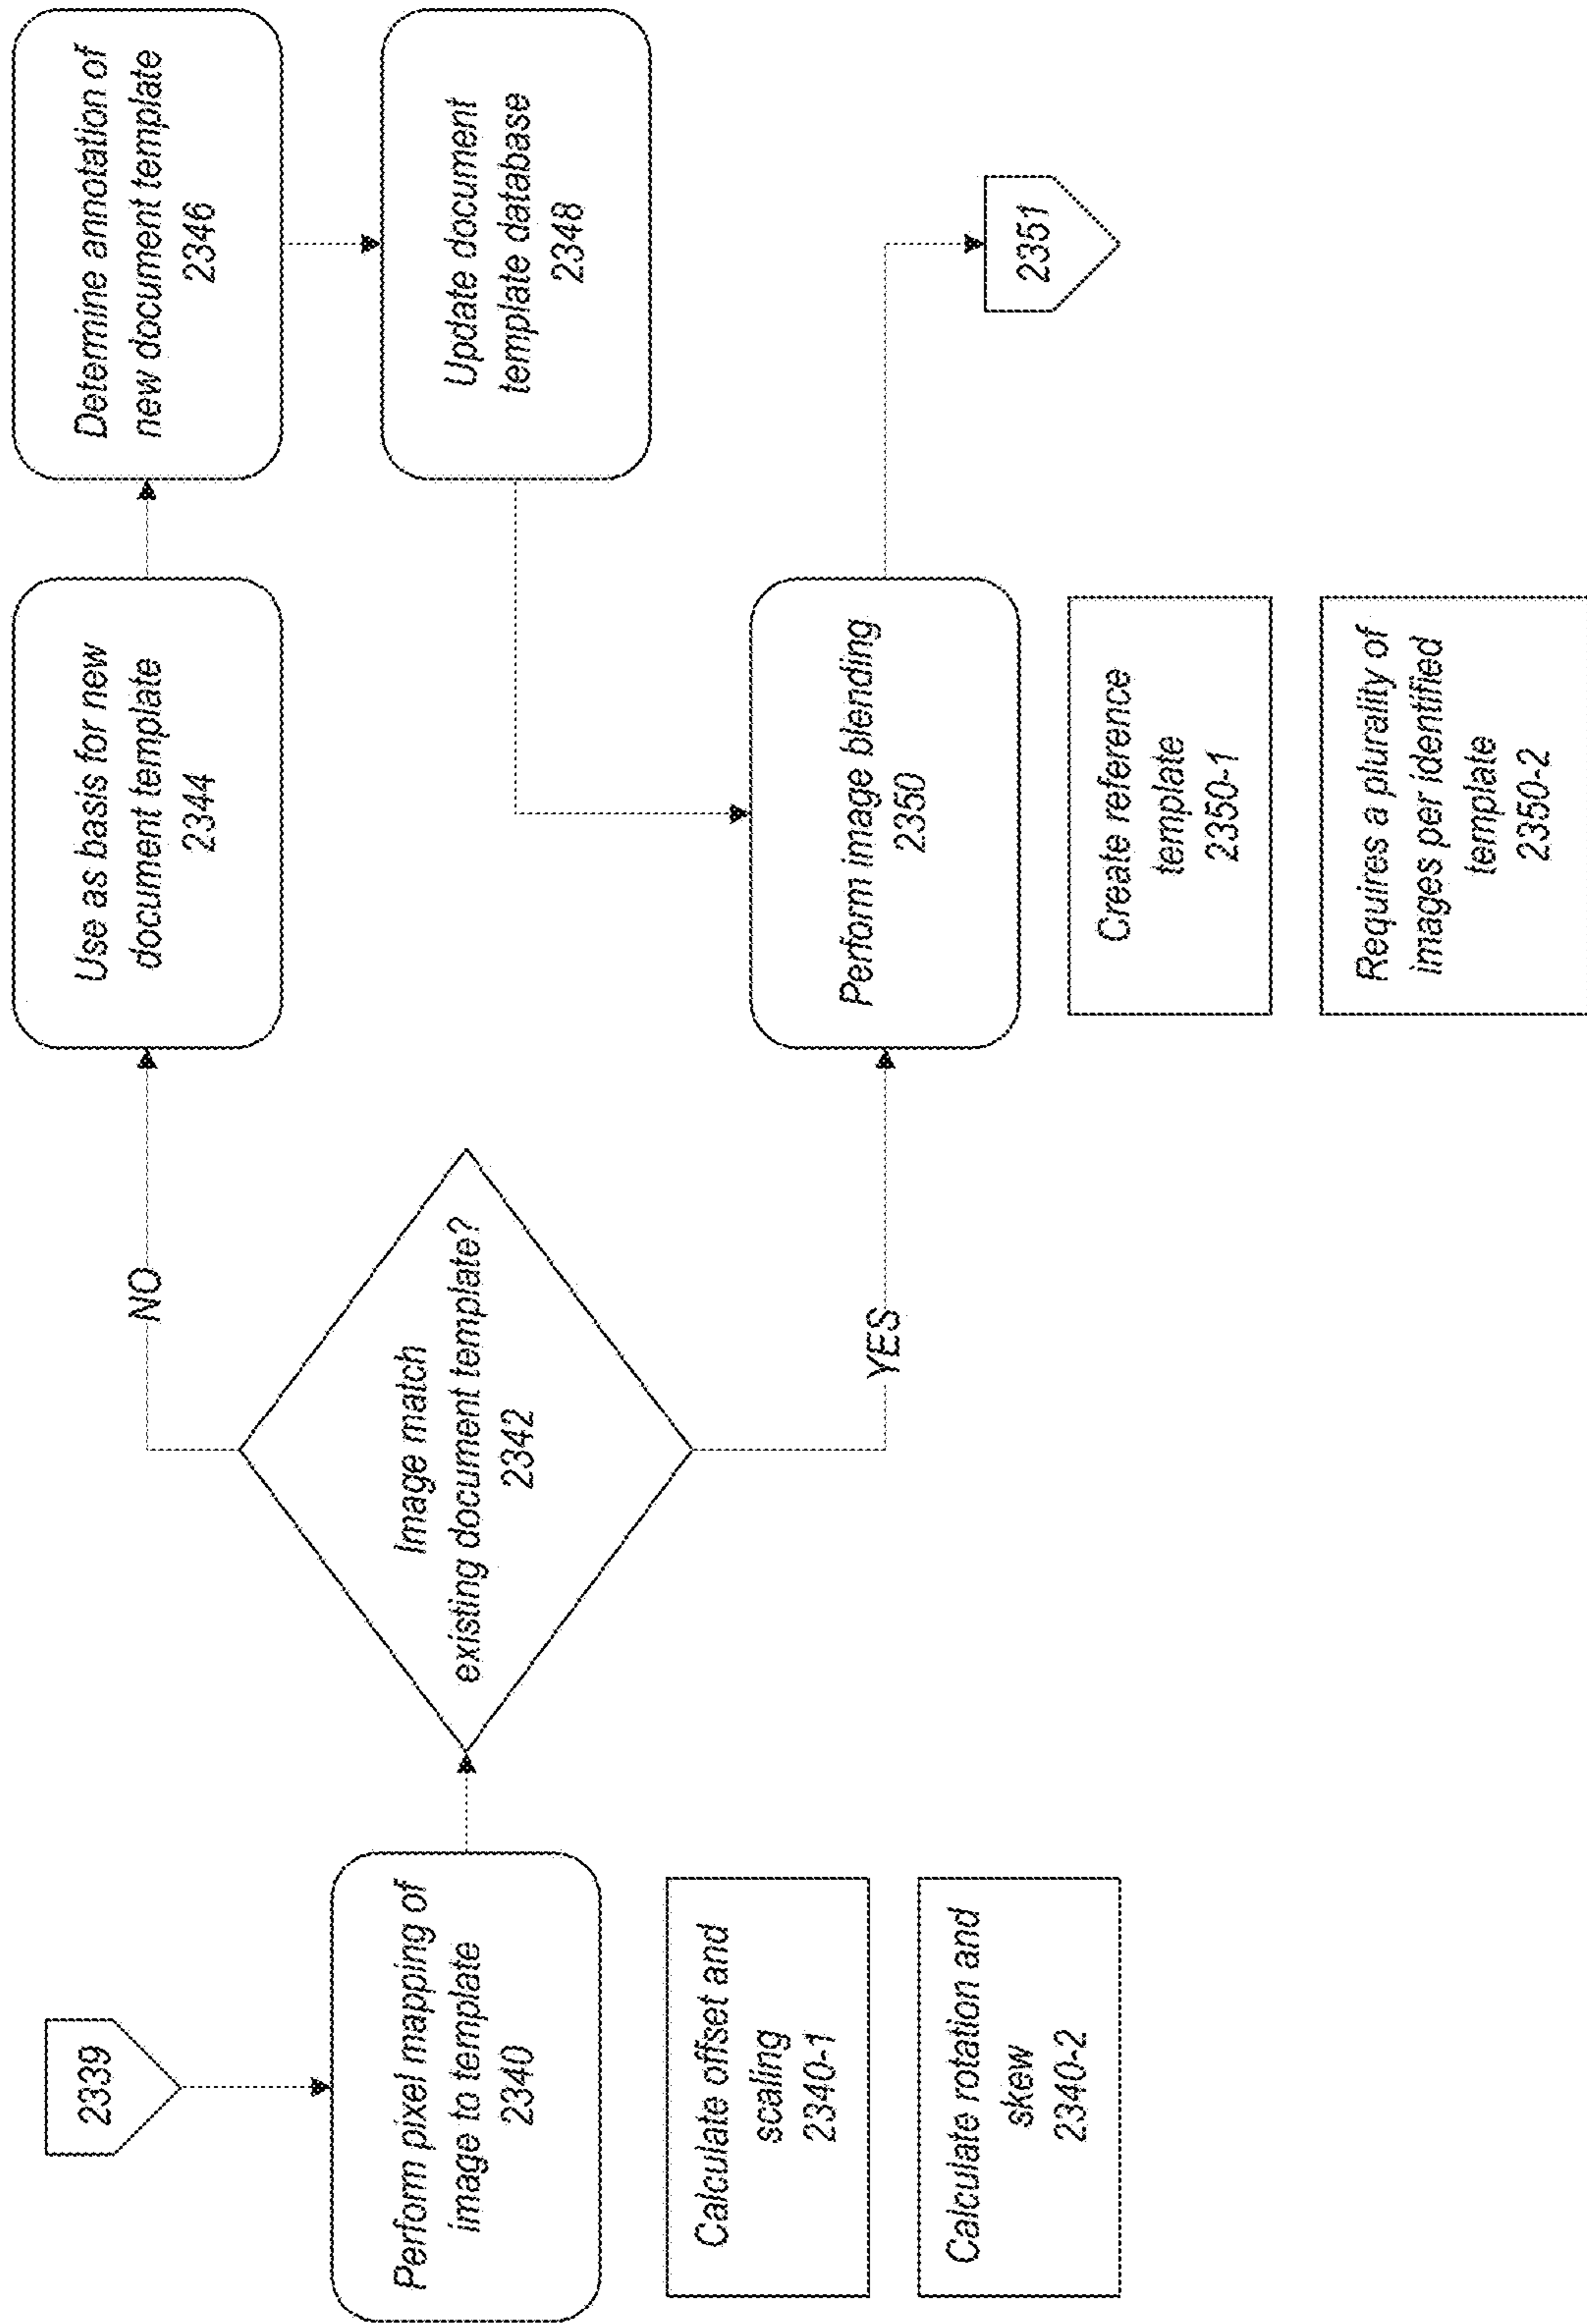 2339
Perform pixel mapping of
image to template
2340
Calculate offset and
scaling
2340-1
Calculate rotation and
skew
2340-2
Image match
existing document template?
2342
NO
YES
Use as basis for new
document template
2344
Determine annotation of
new document template
2346
Update document
template database
2348
Perform image blending
2350
Create reference
template
2350-1
Requires a plurality of
images per identified
template
2350-2
2351